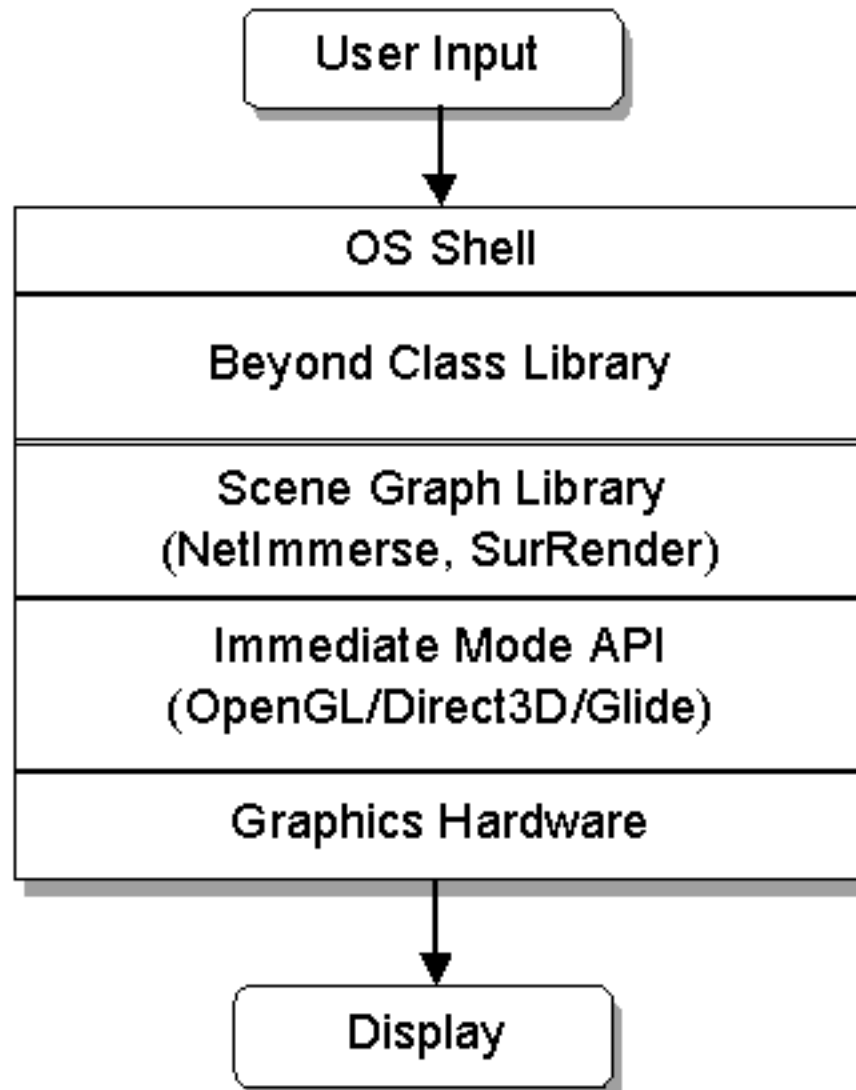 User Input
OS Shell
Beyond Class Library
Scene Graph Library
(NetImmerse, SurRender)
Immediate Mode API
(OpenGL/Direct3D/Glide)
Graphics Hardware
Display